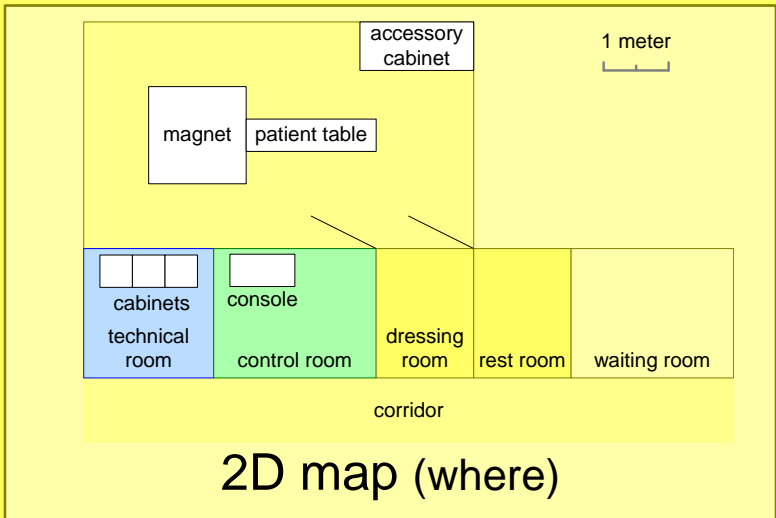 accessory
cabinet
1 meter
magnet
patient table
cabinets
console
technical
room
control room
dressing
room
rest room
waiting room
corridor
2D map (where)